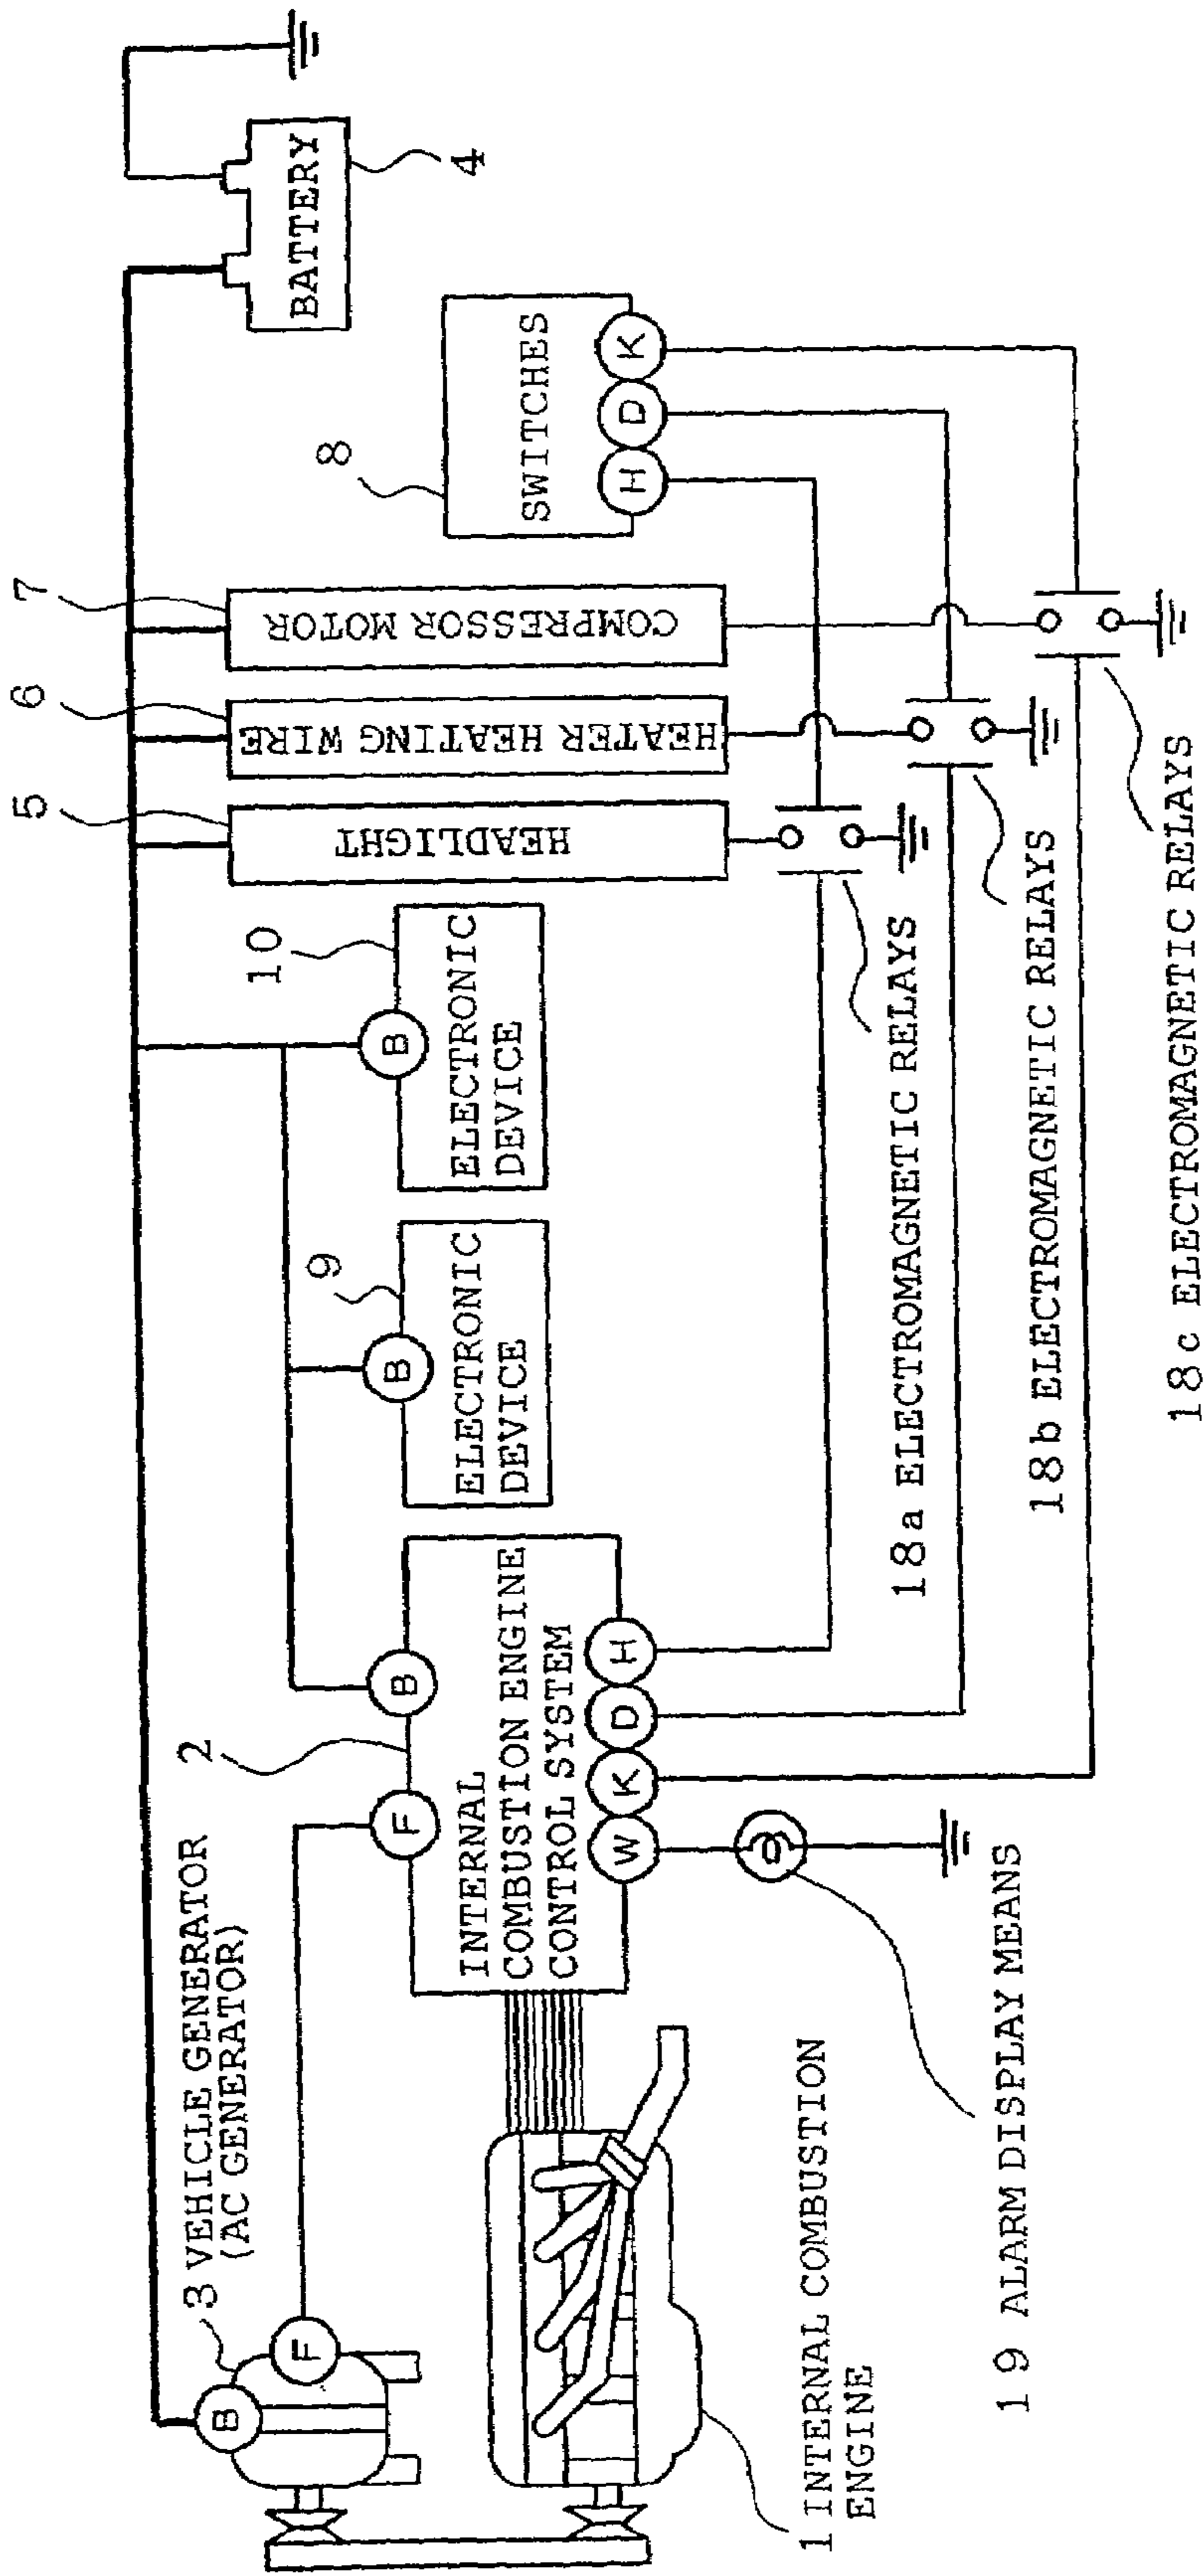 3 VEHICLE GENERATOR
(AC GENERATOR)
B
F
2
F
B
INTERNAL
COMBUSTION ENGINE
CONTROL SYSTEM
W
K
D
H
9
B
ELECTRONIC
DEVICE
10
B
ELECTRONIC
DEVICE
5
HEADLIGHT
6
HEATER HEATING WIRE
7
COMPRESSOR MOTOR
8
SWITCHES
H
D
K
BATTERY
4
1 INTERNAL COMBUSTION
ENGINE
19 ALARM DISPLAY MEANS
18a ELECTROMAGNETIC RELAYS
18b ELECTROMAGNETIC RELAYS
18c ELECTROMAGNETIC RELAYS